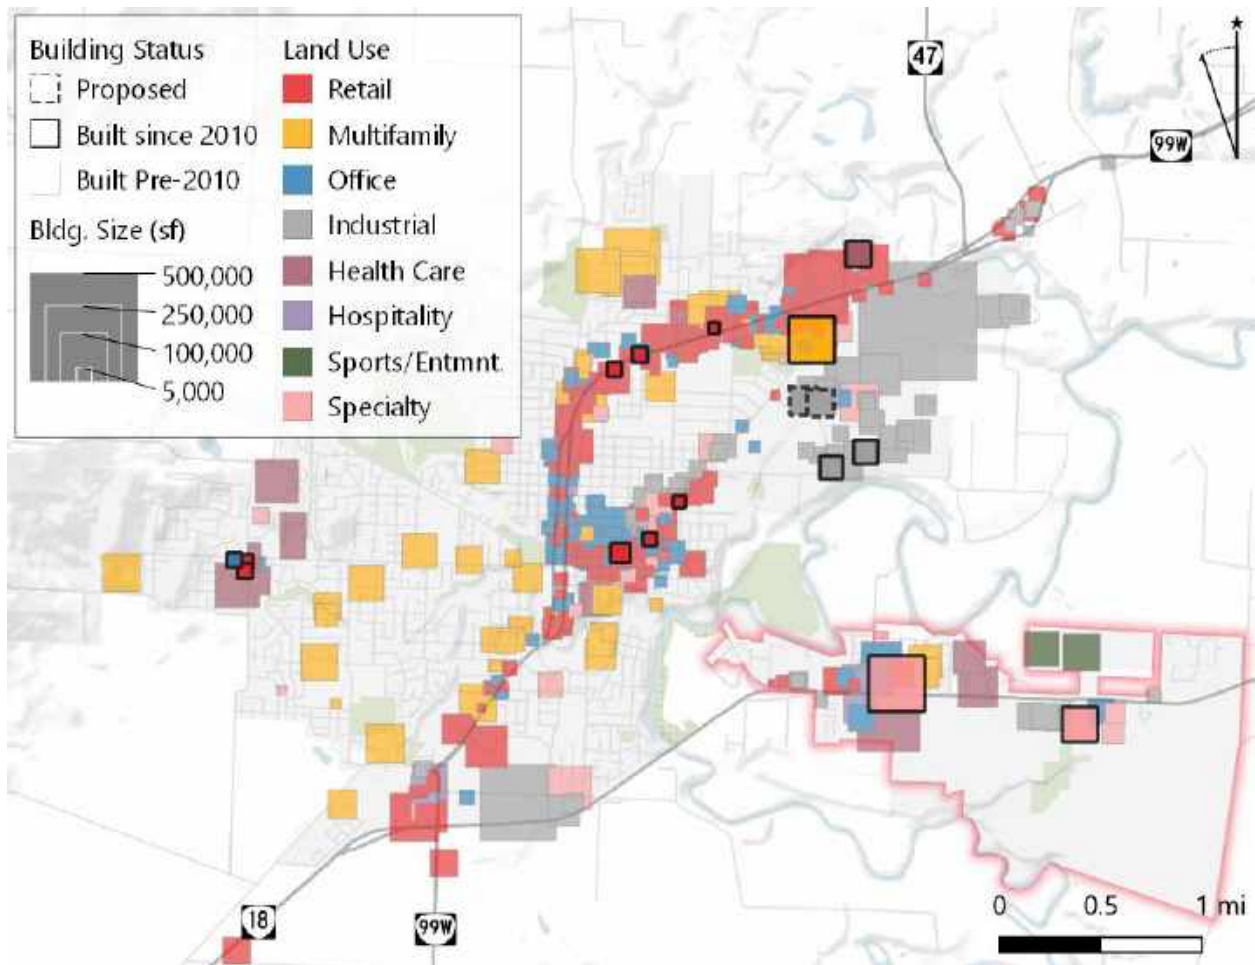 Building Status
Proposed
Built since 2010
Built Pre-2010
Bldg. Size (sf)
500,000
250,000
100,000
5,000
Land Use
Retail
Multifamily
Office
Industrial
Health Care
Hospitality
Sports/Entmnt.
Specialty
47
99W
18
99W
0 0.5 1 mi